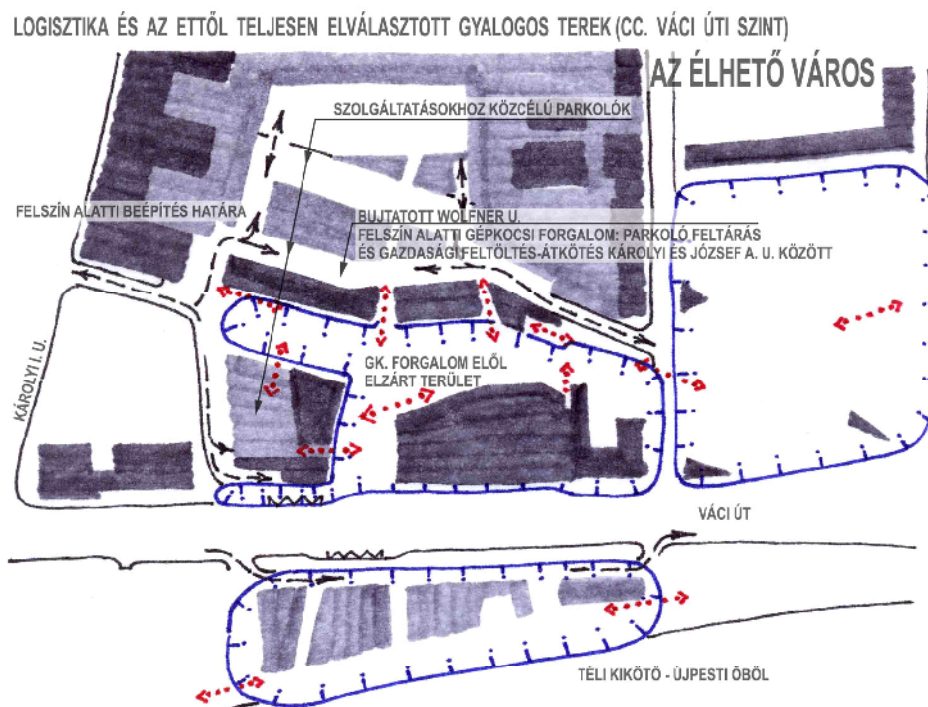 LOGISZTIKA ÉS AZ ETTŐL TELJESEN ELVÁLASZTOTT GYALOGOS TEREK (CC. VÁCI ÚTI SZINT)
AZ ÉLHETŐ VÁROS
SZOLGÁLTATÁSOKHOZ KÖZCÉLÚ PARKOLÓK
FELSZÍN ALATTI BEÉPÍTÉS HATÁRA
BUJTATOTT WOLFNER U.
FELSZÍN ALATTI GÉPKOCSI FORGALOM: PARKOLÓ FELTÁRÁS
ÉS GAZDASÁGI FELTÖLTÉS-ÁTKÖTÉS KÁROLYI ÉS JÓZSEF A. U. KÖZÖTT
KÁROLYI I. U.
GK. FORGALOM ELŐL
ELZÁRT TERÜLET
VÁCI ÚT
TÉLI KIKÖTŐ - ÚJPESTI ÖBÖL